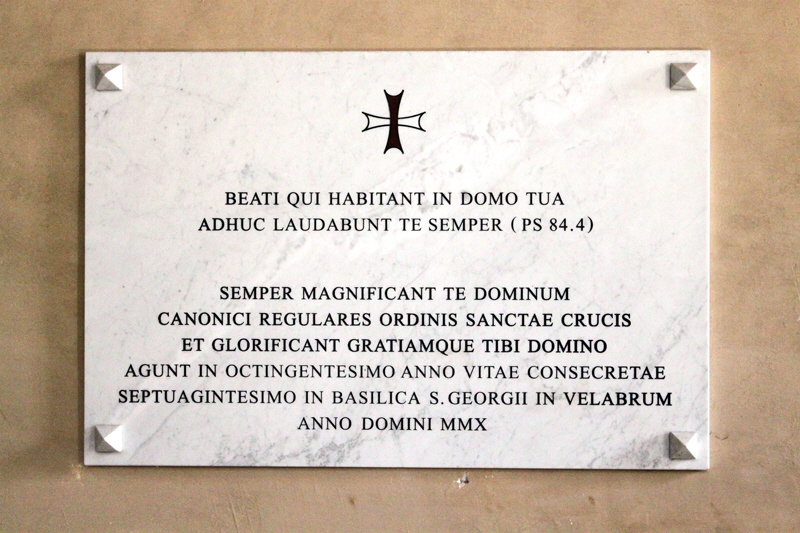 BEATI QUI HABITANT IN DOMO TUA
ADHUC LAUDABUNT TE SEMPER (PS 84.4)
SEMPER MAGNIFICANT TE DOMINUM
CANONICI REGULARES ORDINIS SANCTAE CRUCIS
ET GLORIFICANT GRATIAMQUE TIBI DOMINO
AGUNT IN OCTINGENTESIMO ANNO VITAE CONSECRETAE
SEPTUAGINTESIMO IN BASILICA S. GEORGII IN VELABRUM
ANNO DOMINI MMX